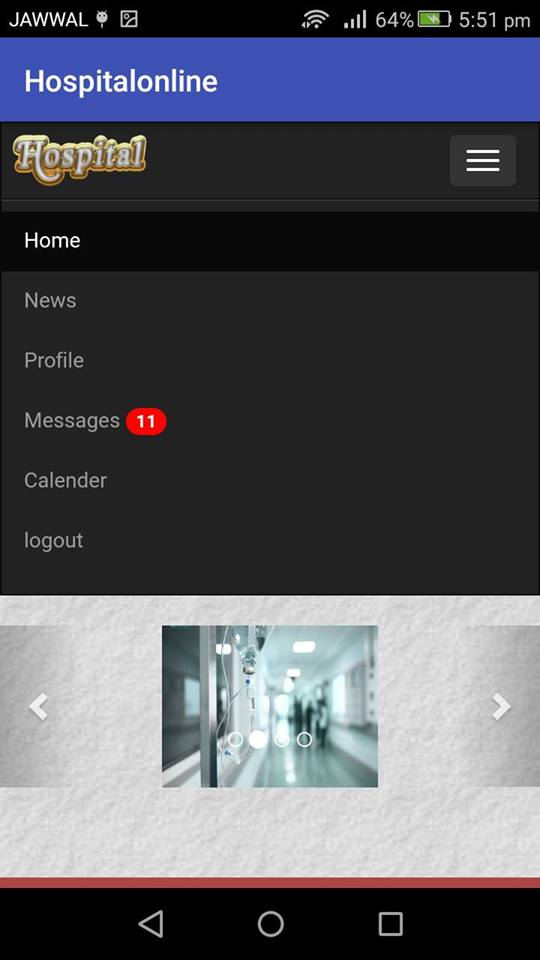 JAWWAL 64% 5:51 pm
Hospitalonline
Hospital
Home
News
Profile
Messages 11
Calender
logout